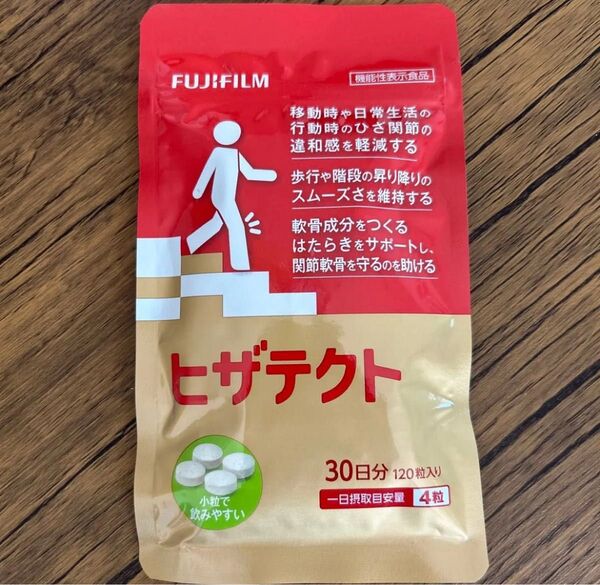 FUJIFILM
機能性表示食品
移動時や日常生活の
行動時のひざ関節の
違和感を軽減する
歩行や階段の昇り降りの
スムーズさを維持する
軟骨成分をつくる
はたらきをサポートし、
関節軟骨を守るのを助ける
ヒザテクト
小粒で
飲みやすい
30日分 120粒入り
一日摂取目安量 4粒